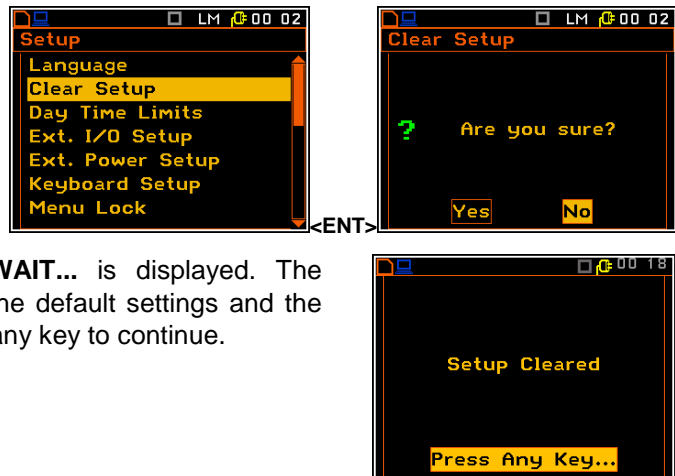 LM 00 02
Setup
Language
Clear Setup
Day Time Limits
Ext. I/O Setup
Ext. Power Setup
Keyboard Setup
Menu Lock
<ENT>
LM 00 02
Clear Setup
? Are you sure?
Yes No
WAIT... is displayed. The
ne default settings and the
any key to continue.
00 18
Setup Cleared
Press Any Key...